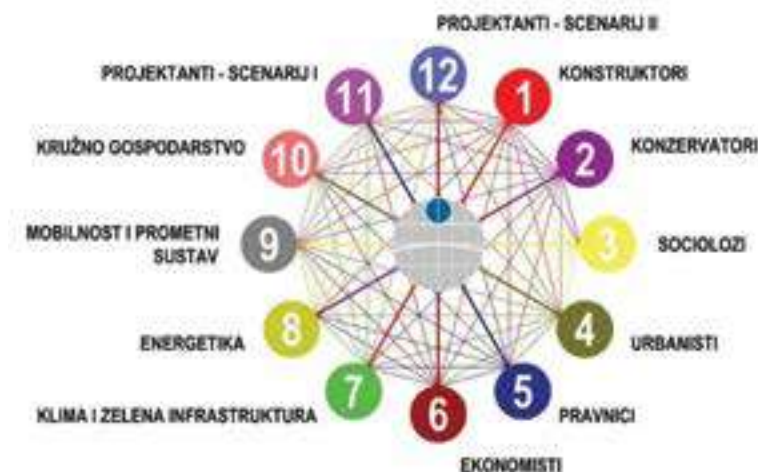 PROJEKTANTI - SCENARIJ II
12
PROJEKTANTI - SCENARIJ I
11
1
KONSTRUKTORI
KRUŽNO GOSPODARSTVO
10
2
KONZERVATORI
MOBILNOST I PROMETNI
SUSTAV
9
3
SOCIOLOZI
ENERGETIKA
8
4
URBANISTI
KLIMA I ZELENA INFRASTRUKTURA
7
5
PRAVNICI
6
EKONOMISTI